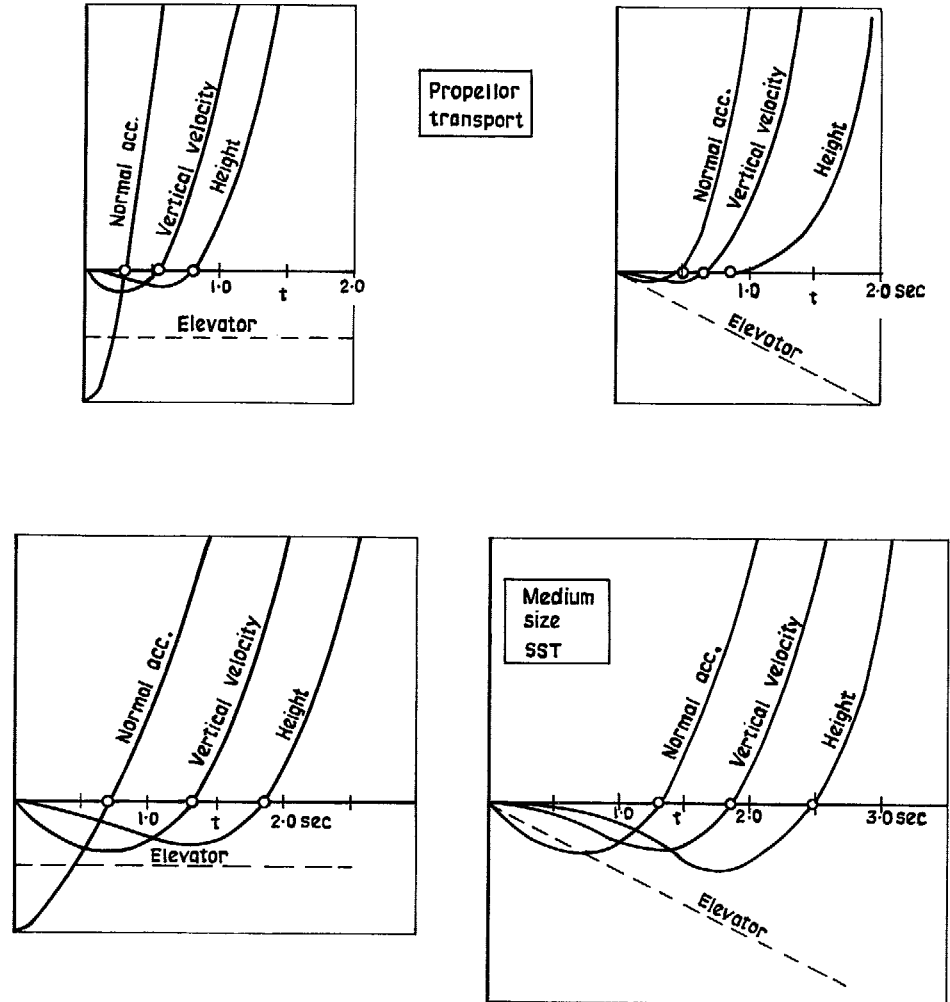 Normal acc.
Vertical velocity
Height
1.0
t
2.0
Elevator
Propellor
transport
Normal acc.
Vertical velocity
Height
1.0
t
2.0 sec
Elevator
Normal acc.
Vertical velocity
Height
1.0
t
2.0 sec
Elevator
Medium
size
SST
Normal acc.
Vertical velocity
Height
1.0
t
2.0
3.0 sec
Elevator